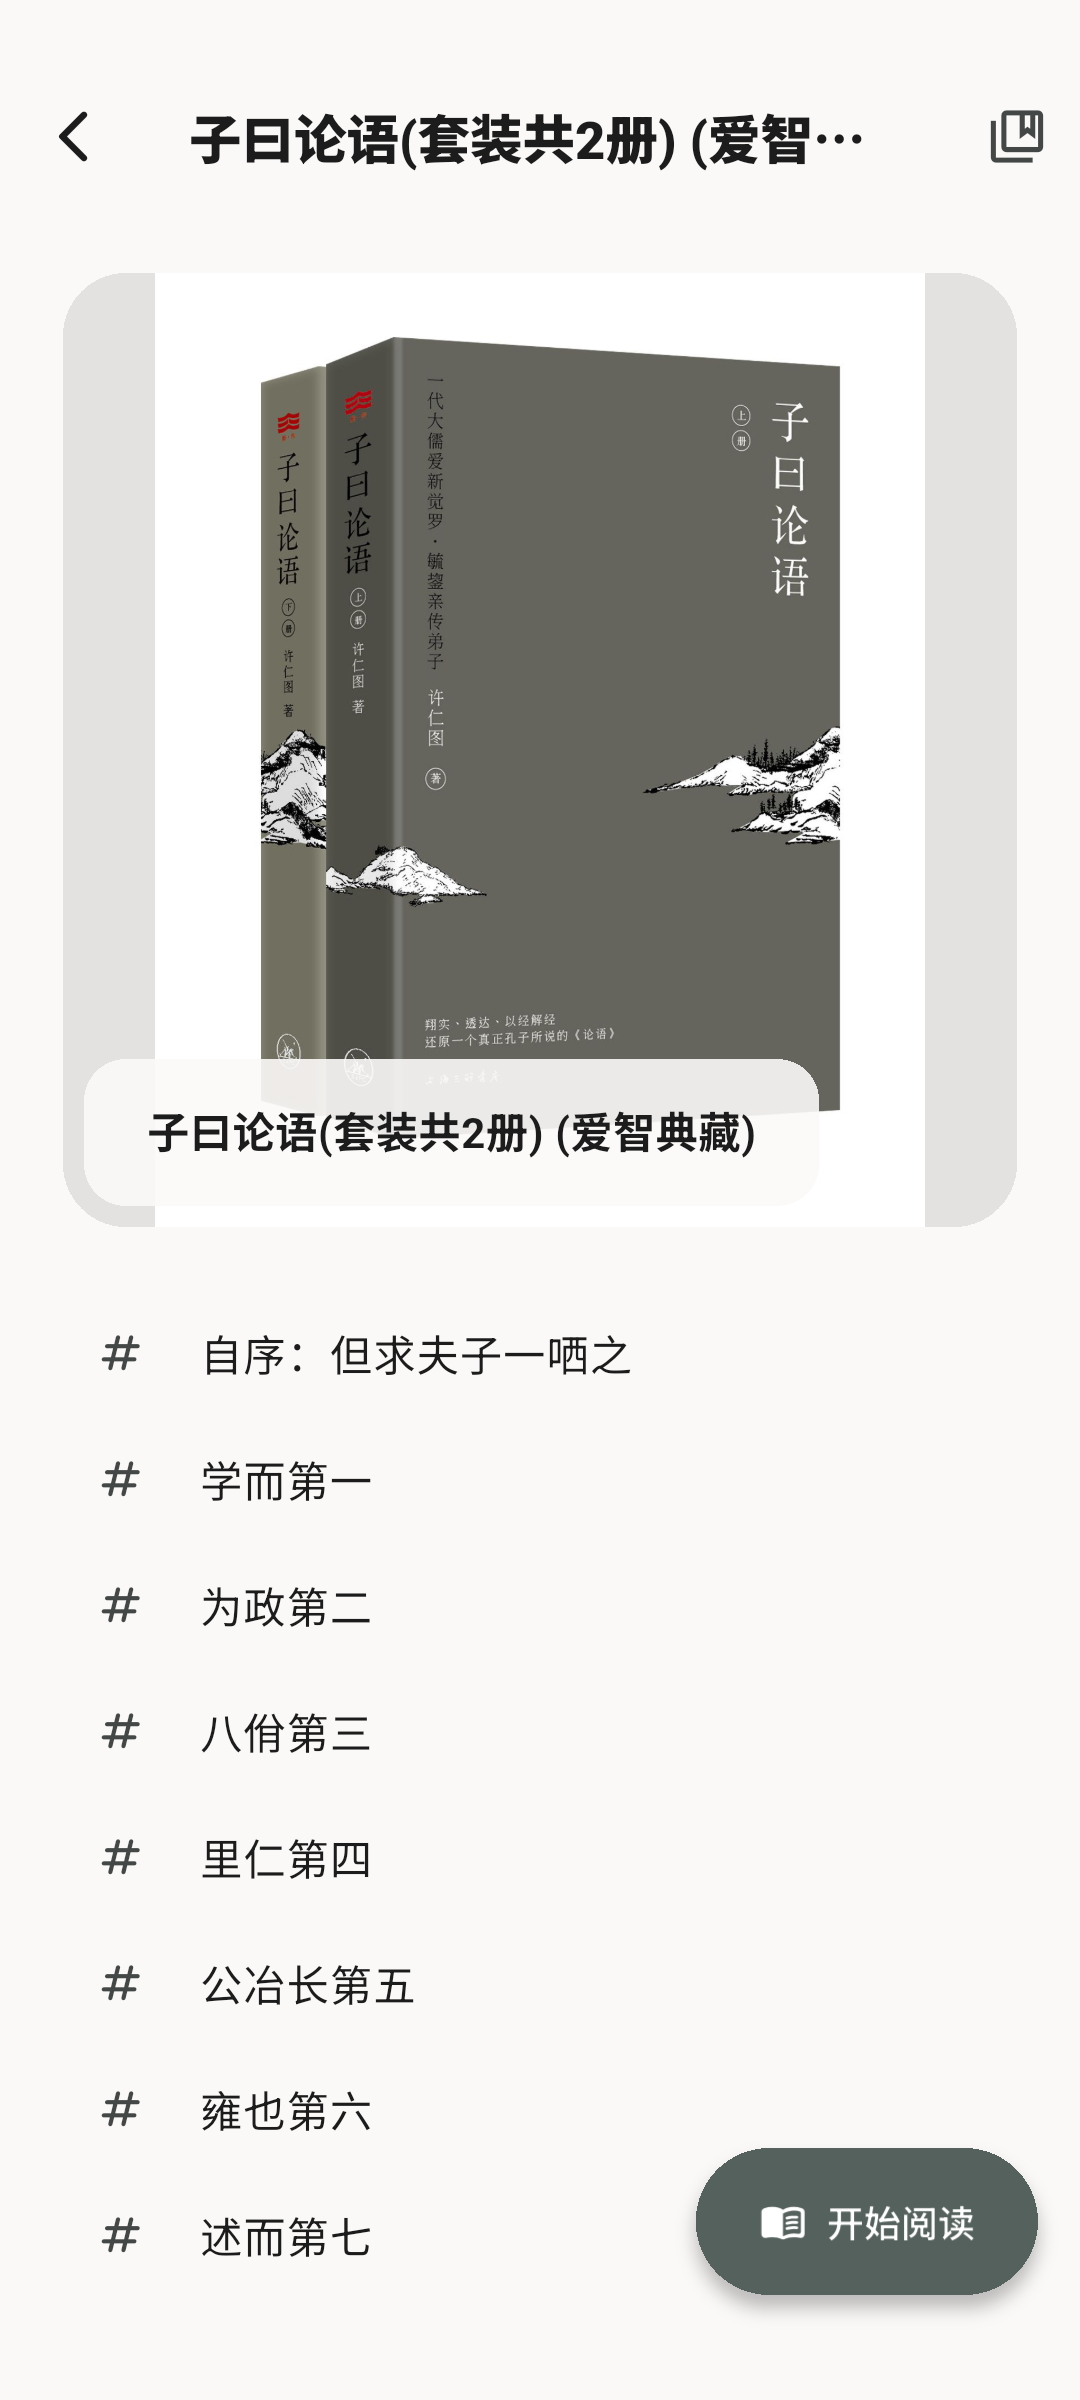 子曰论语(套装共2册) (爱智…
子曰论语
上册
一代大儒爱新觉罗·毓鋆亲传弟子 许仁图 著
子曰论语 上册 许仁图 著
子曰论语 下册 许仁图 著
翔实、透达、以经解经
还原一个真正孔子所说的《论语》
子曰论语(套装共2册) (爱智典藏)
# 自序：但求夫子一哂之
# 学而第一
# 为政第二
# 八佾第三
# 里仁第四
# 公冶长第五
# 雍也第六
# 述而第七
开始阅读